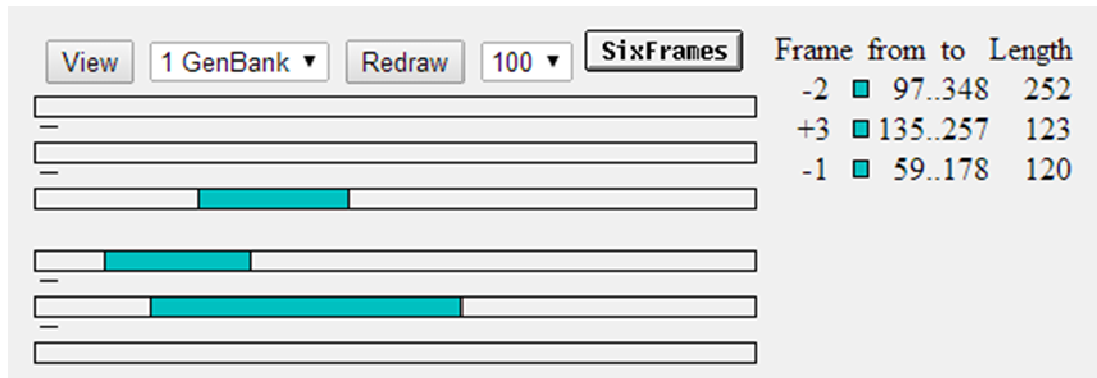 View 1 GenBank ▼ Redraw 100 ▼ SixFrames
Frame from to Length
-2 97..348 252
+3 135..257 123
-1 59..178 120